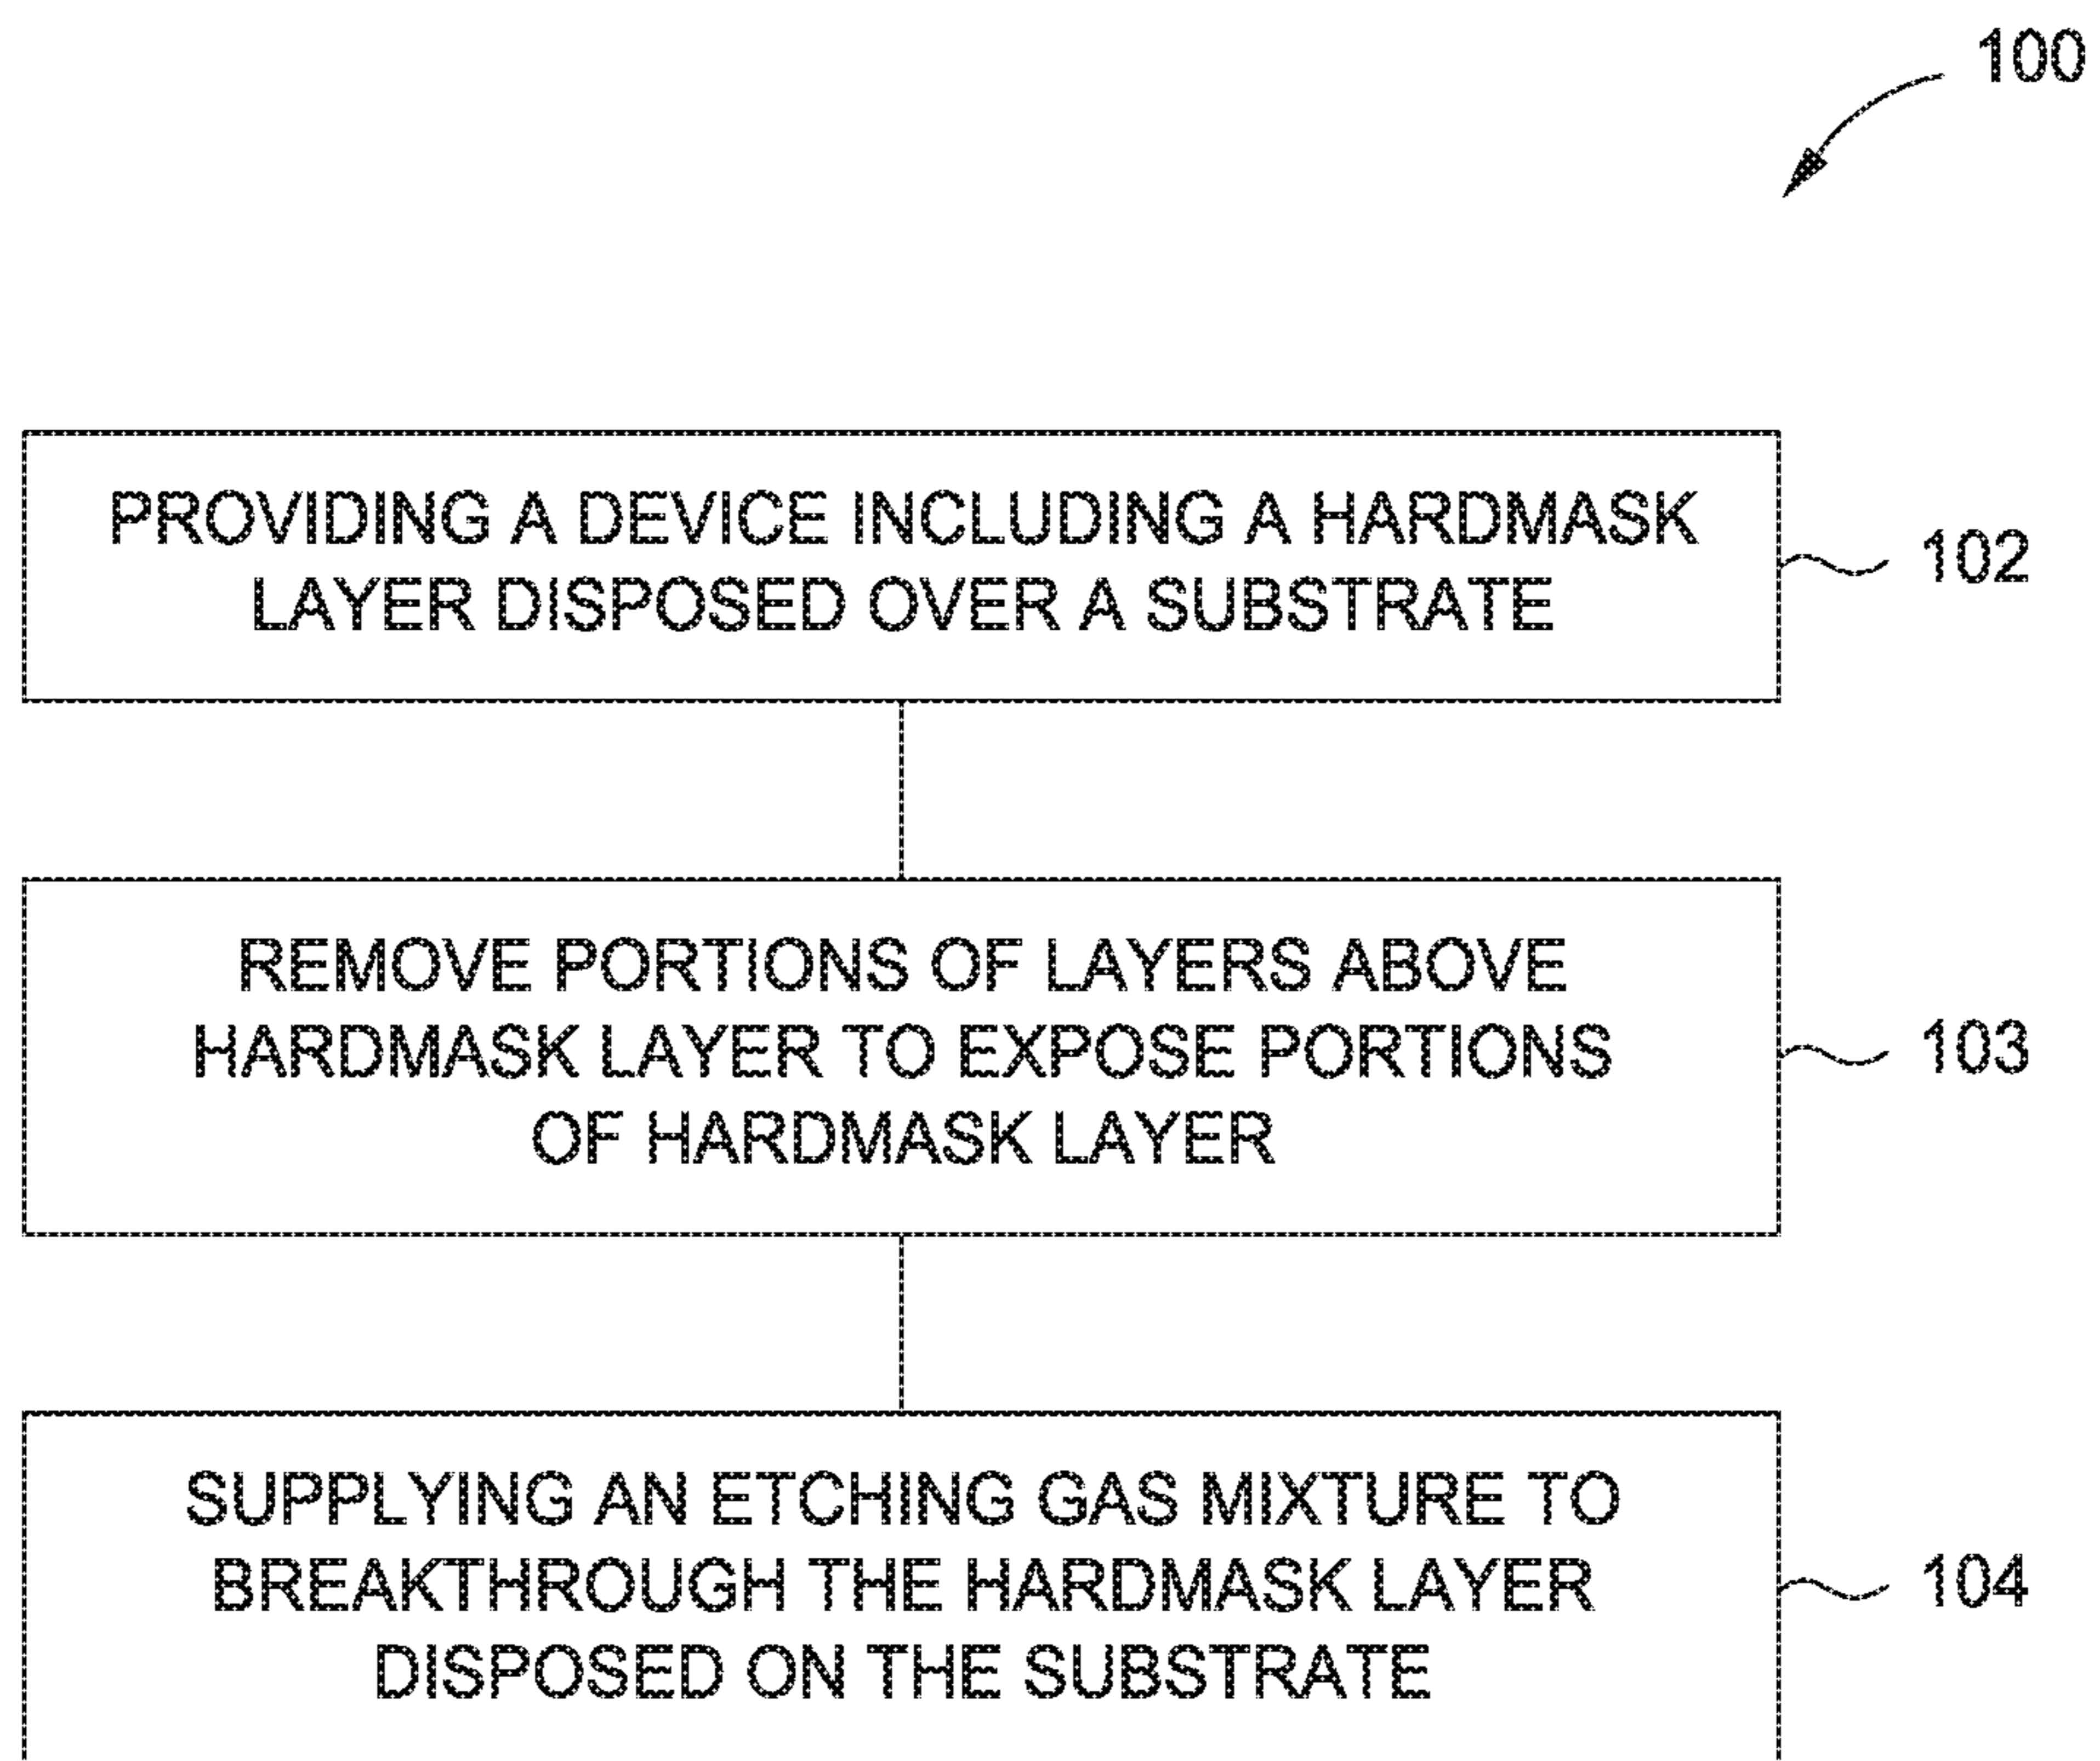 100
PROVIDING A DEVICE INCLUDING A HARDMASK
LAYER DISPOSED OVER A SUBSTRATE
102
REMOVE PORTIONS OF LAYERS ABOVE
HARDMASK LAYER TO EXPOSE PORTIONS
OF HARDMASK LAYER
103
SUPPLYING AN ETCHING GAS MIXTURE TO
BREAKTHROUGH THE HARDMASK LAYER
DISPOSED ON THE SUBSTRATE
104